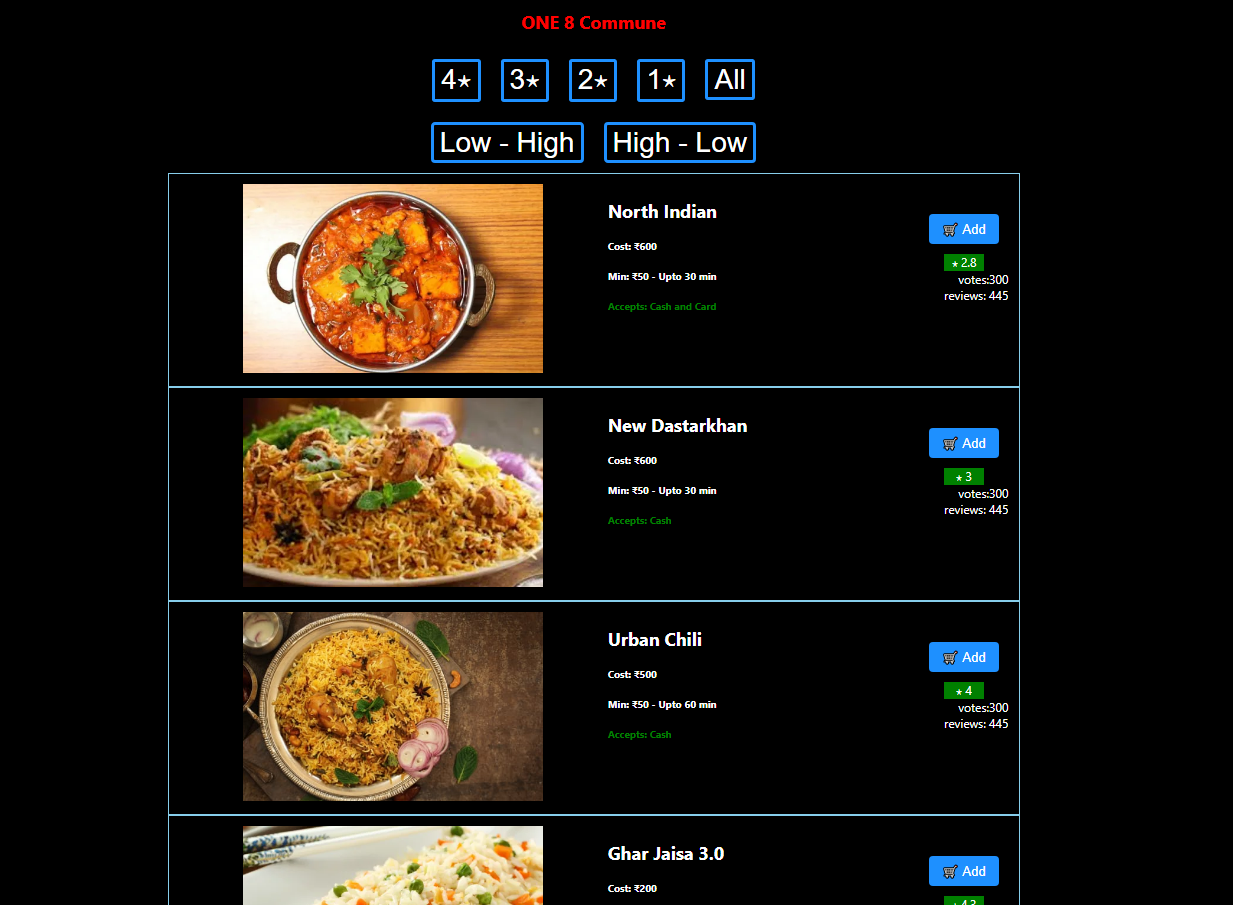 ONE 8 Commune
4★ 3★ 2★ 1★ All
Low - High High - Low
North Indian
Add
Cost: ₹600
★ 2.8
Min: ₹50 - Upto 30 min
votes:300
reviews: 445
Accepts: Cash and Card
New Dastarkhan
Add
Cost: ₹600
★ 3
Min: ₹50 - Upto 30 min
votes:300
reviews: 445
Accepts: Cash
Urban Chili
Add
Cost: ₹500
★ 4
Min: ₹50 - Upto 60 min
votes:300
reviews: 445
Accepts: Cash
Ghar Jaisa 3.0
Add
Cost: ₹200
★ 4.3